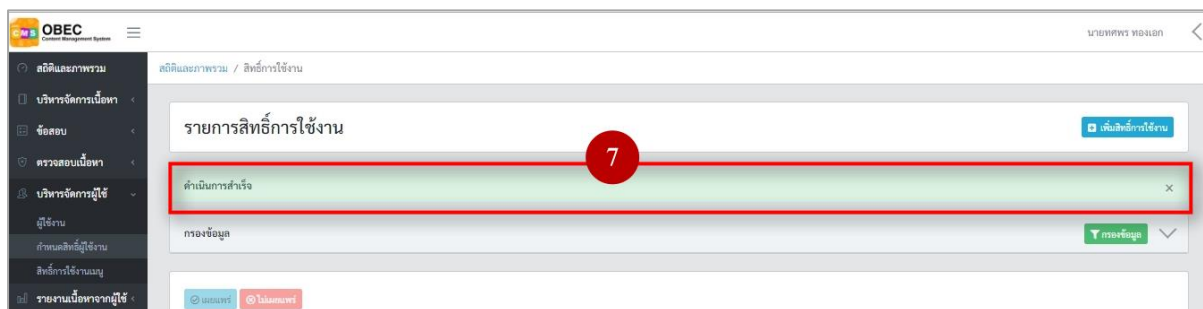 CMS OBEC
Content Management System
นายทศพร ทองเอก
สถิติและภาพรวม
สถิติและภาพรวม / สิทธิ์การใช้งาน
บริหารจัดการเนื้อหา
ข้อสอบ
รายการสิทธิ์การใช้งาน
เพิ่มสิทธิ์การใช้งาน
7
ตรวจสอบเนื้อหา
ดำเนินการสำเร็จ
×
บริหารจัดการผู้ใช้
ผู้ใช้งาน
กรองข้อมูล
กรองข้อมูล
กำหนดสิทธิ์ผู้ใช้งาน
สิทธิ์การใช้งานเมนู
รายงานเนื้อหาจากผู้ใช้
เผยแพร่
ไม่เผยแพร่